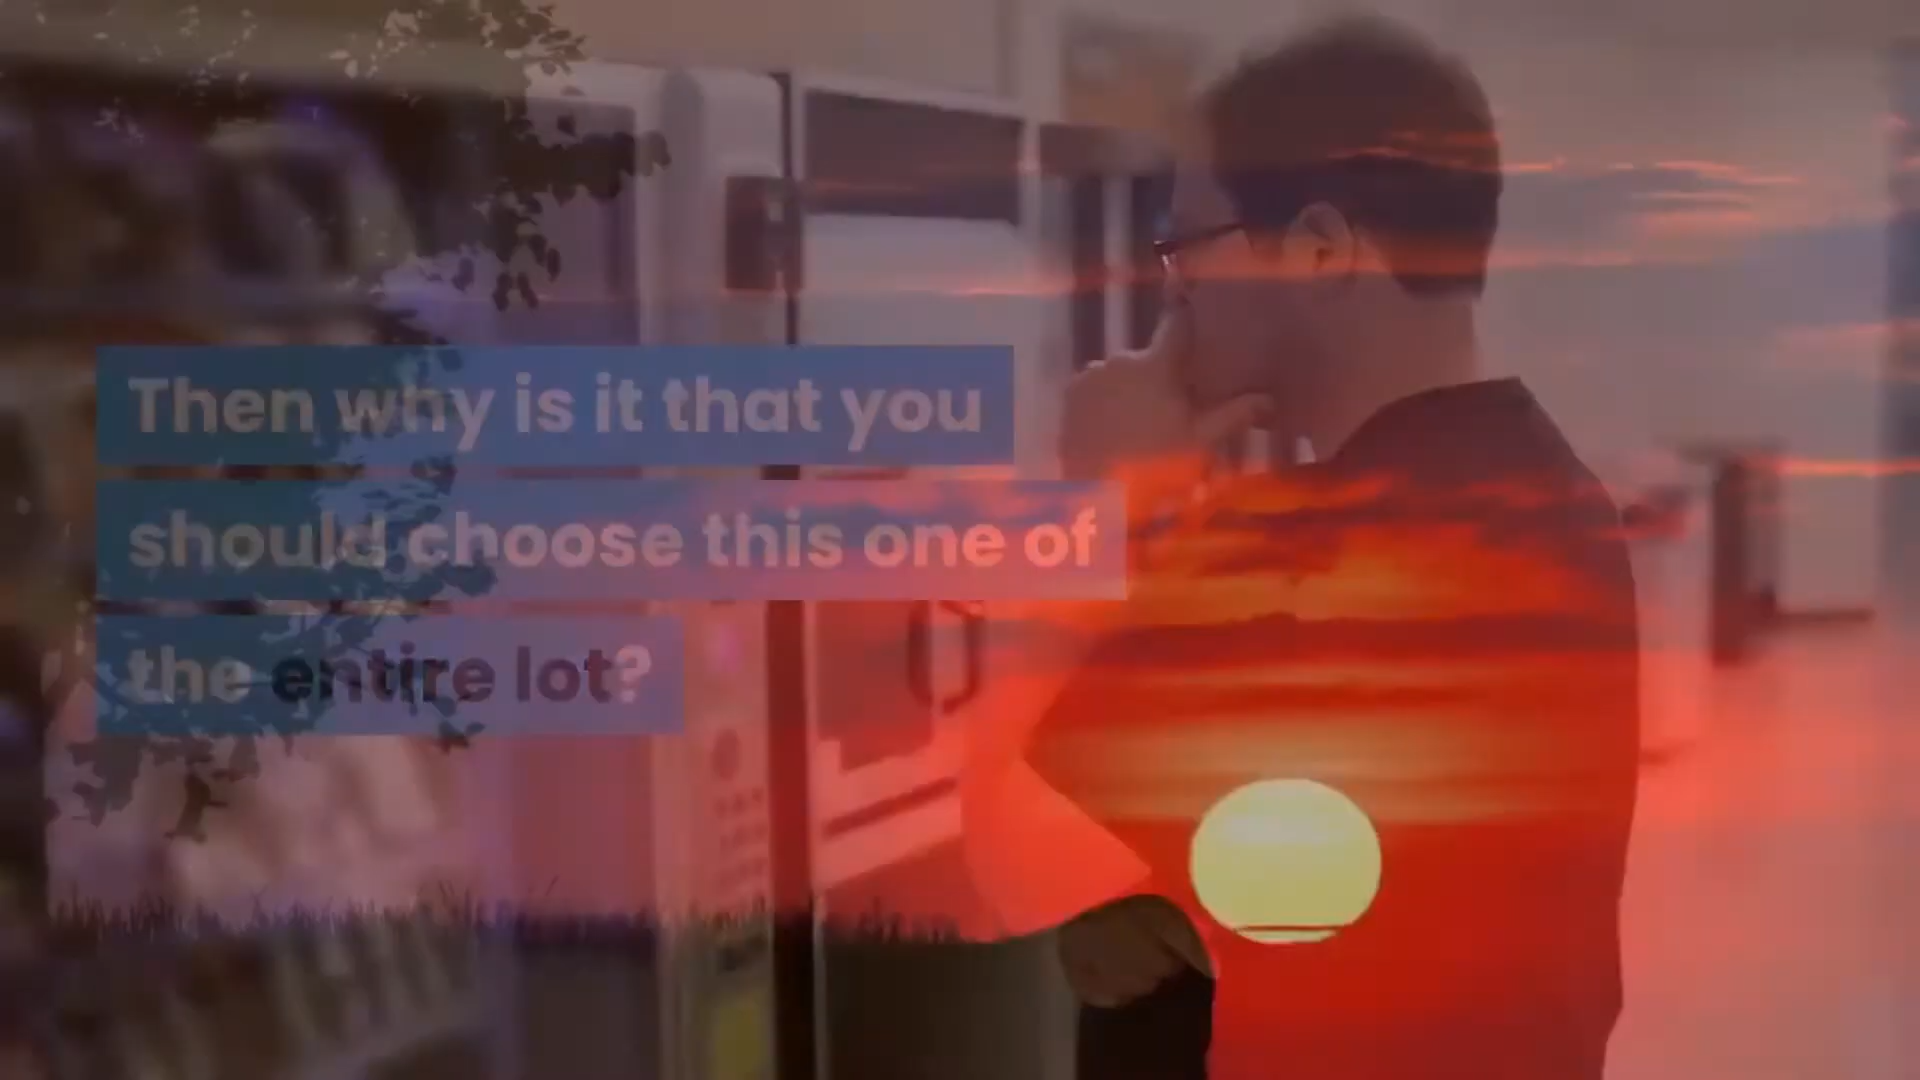 Then why is it that you
should choose this one of
the entire lot?